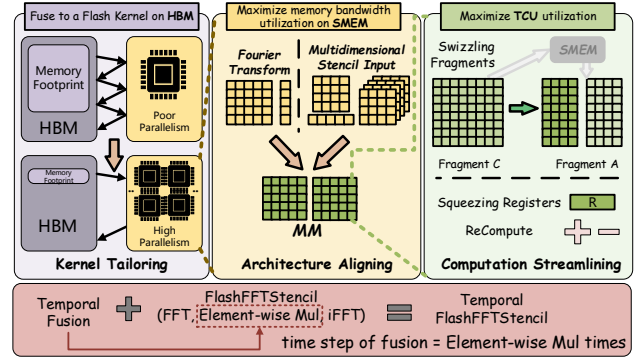 Fuse to a Flash Kernel on HBM
Memory
Footprint
HBM
Poor
Parallelism
Memory
Footprint
HBM
High
Parallelism
Kernel Tailoring
Maximize memory bandwidth
utilization on SMEM
Fourier
Transform
Multidimensional
Stencil Input
MM
Architecture Aligning
Maximize TCU utilization
Swizzling
Fragments
SMEM
Fragment C
Fragment A
Squeezing Registers
R
ReCompute
Computation Streamlining
Temporal
Fusion
FlashFFTStencil
(FFT, Element-wise Mul, iFFT)
Temporal
FlashFFTStencil
time step of fusion = Element-wise Mul times